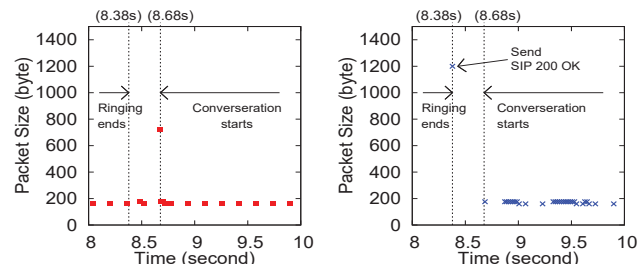 (8.38s) (8.68s)
1400
1200
1000
800
600
400
200
0
Packet Size (byte)
Ringing
ends
Converseration
starts
8 8.5 9 9.5 10
Time (second)
(8.38s) (8.68s)
1400
1200
1000
800
600
400
200
0
Packet Size (byte)
Send
SIP 200 OK
Ringing
ends
Converseration
starts
8 8.5 9 9.5 10
Time (second)